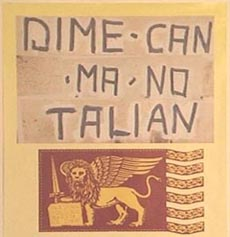 DIME · CAN
· MA · NO
TALIAN